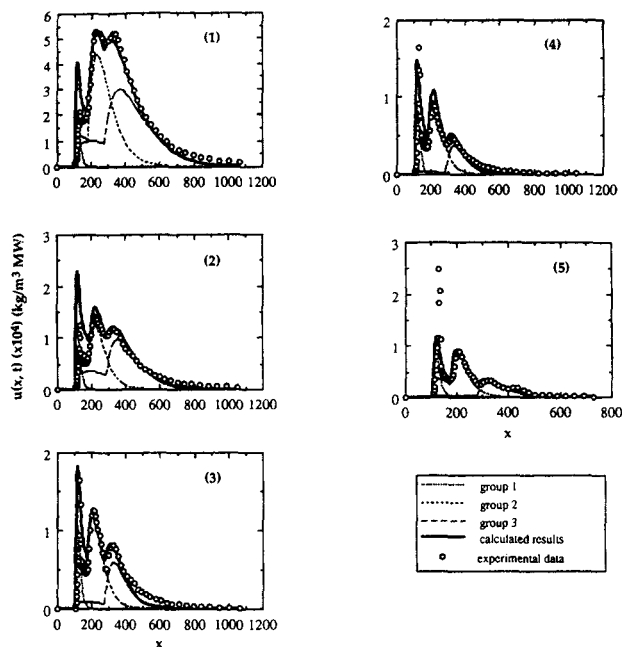 6
5
4
3
2
1
0
(1)
0 200 400 600 800 1000 1200
3
2
1
0
(2)
0 200 400 600 800 1000 1200
2
1
0
(3)
0 200 400 600 800 1000 1200
x
u(x, t) (x10⁴) (kg/m³ MW)
2
1
0
(4)
0 200 400 600 800 1000 1200
3
2
1
0
(5)
0 200 400 600 800
x
group 1
group 2
group 3
calculated results
experimental data